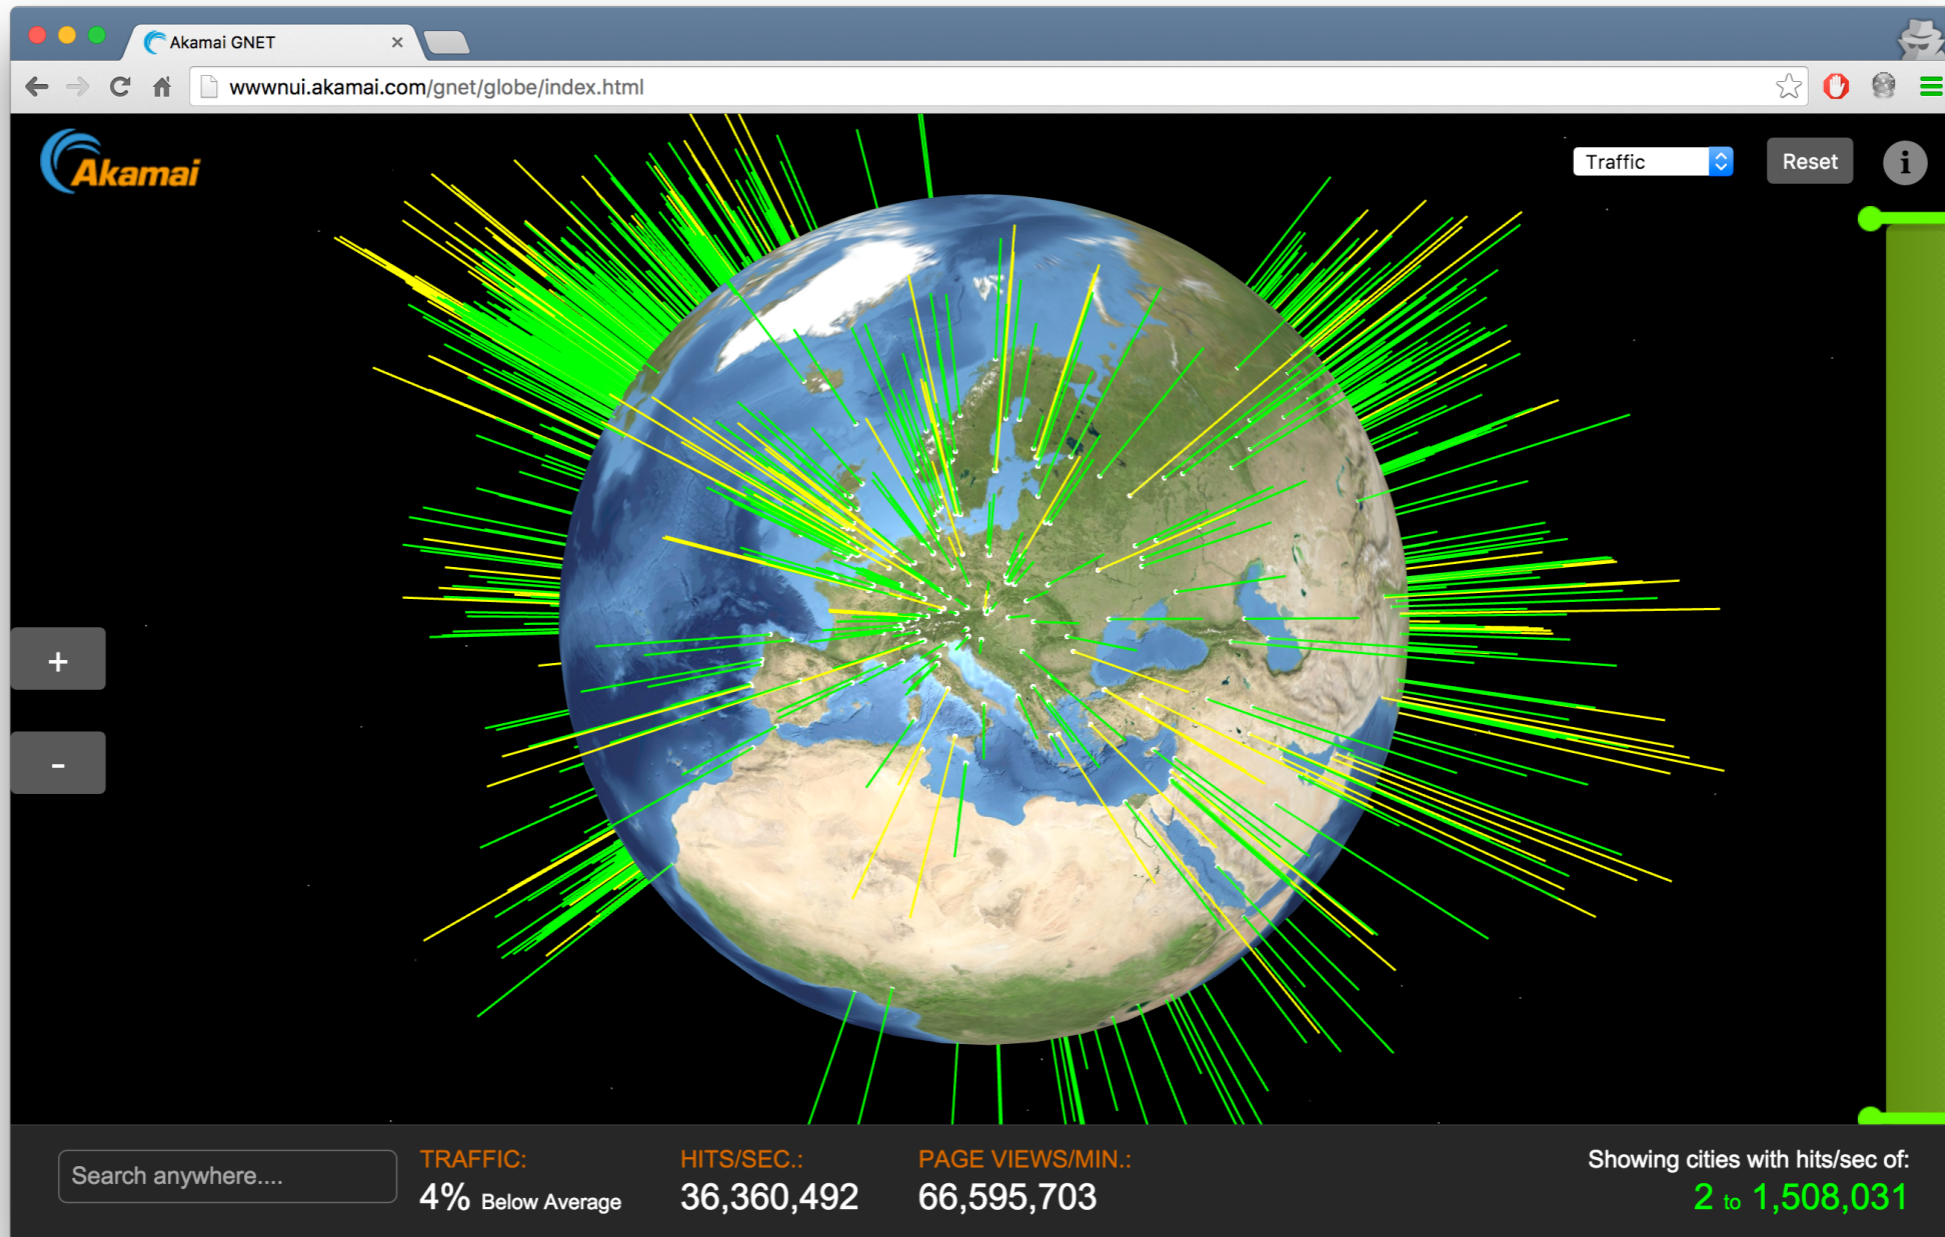 Akamai GNET
wwwnui.akamai.com/gnet/globe/index.html
Akamai
Traffic
Reset
i
+
-
Search anywhere....
TRAFFIC:
4% Below Average
HITS/SEC.:
36,360,492
PAGE VIEWS/MIN.:
66,595,703
Showing cities with hits/sec of:
2 to 1,508,031